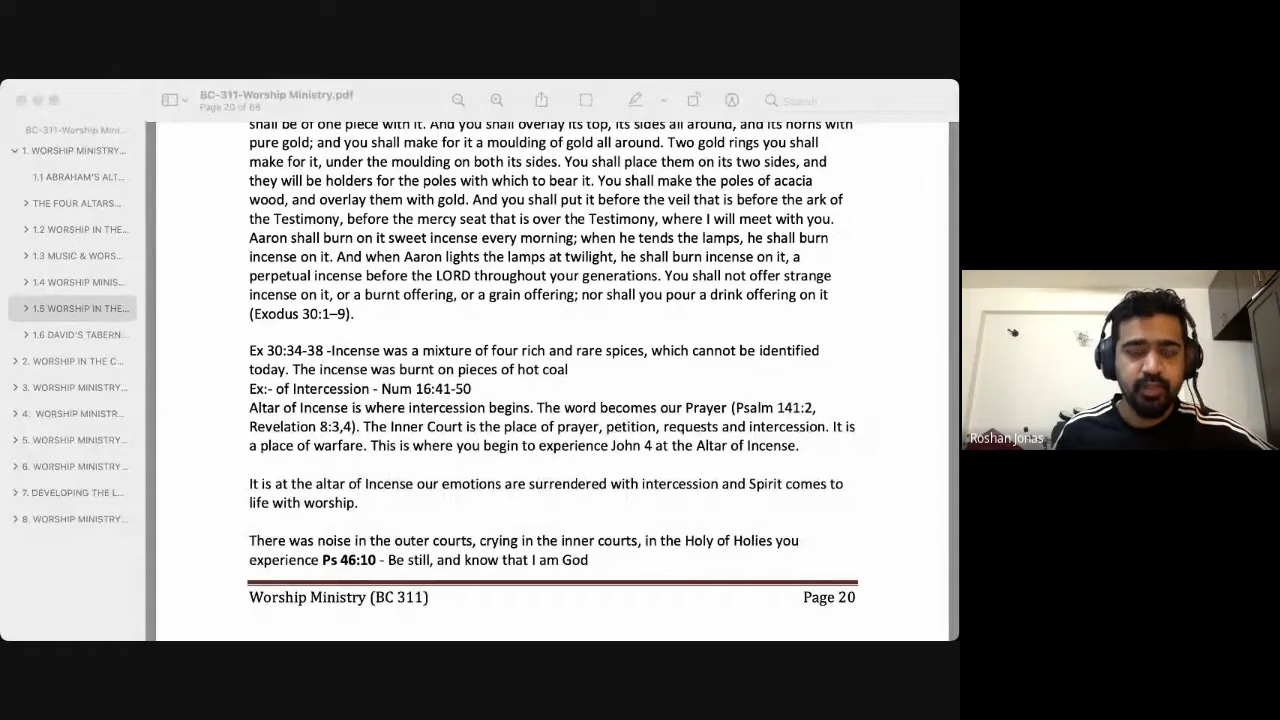 BC-311-Worship Ministry.pdf
Page 20 of 68
Search
BC-311-Worship Mini...
1. WORSHIP MINISTRY...
1.1 ABRAHAM'S ALT...
THE FOUR ALTARS...
1.2 WORSHIP IN THE...
1.3 MUSIC & WORS...
1.4 WORSHIP MINIS...
1.5 WORSHIP IN THE...
1.6 DAVID'S TABERN...
2. WORSHIP IN THE C...
3. WORSHIP MINISTRY...
4: WORSHIP MINISTR...
5. WORSHIP MINISTRY...
6. WORSHIP MINISTRY...
7. DEVELOPING THE L...
8. WORSHIP MINISTRY...
shall be of one piece with it. And you shall overlay its top, its sides all around, and its horns with
pure gold; and you shall make for it a moulding of gold all around. Two gold rings you shall
make for it, under the moulding on both its sides. You shall place them on its two sides, and
they will be holders for the poles with which to bear it. You shall make the poles of acacia
wood, and overlay them with gold. And you shall put it before the veil that is before the ark of
the Testimony, before the mercy seat that is over the Testimony, where I will meet with you.
Aaron shall burn on it sweet incense every morning; when he tends the lamps, he shall burn
incense on it. And when Aaron lights the lamps at twilight, he shall burn incense on it, a
perpetual incense before the LORD throughout your generations. You shall not offer strange
incense on it, or a burnt offering, or a grain offering; nor shall you pour a drink offering on it
(Exodus 30:1–9).
Ex 30:34-38 -Incense was a mixture of four rich and rare spices, which cannot be identified
today. The incense was burnt on pieces of hot coal
Ex:- of Intercession - Num 16:41-50
Altar of Incense is where intercession begins. The word becomes our Prayer (Psalm 141:2,
Revelation 8:3,4). The Inner Court is the place of prayer, petition, requests and intercession. It is
a place of warfare. This is where you begin to experience John 4 at the Altar of Incense.
It is at the altar of Incense our emotions are surrendered with intercession and Spirit comes to
life with worship.
There was noise in the outer courts, crying in the inner courts, in the Holy of Holies you
experience Ps 46:10 - Be still, and know that I am God
Worship Ministry (BC 311)
Page 20
Roshan Jonas